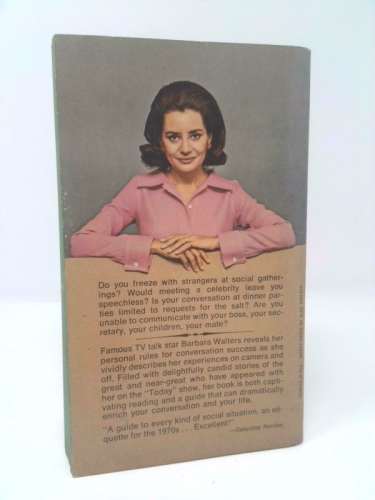 Do you freeze with strangers at social gather-
ings? Would meeting a celebrity leave you
speechless? Is your conversation at dinner par-
ties limited to requests for the salt? Are you
unable to communicate with your boss, your sec-
retary, your children, your mate?
Famous TV talk star Barbara Walters reveals her
personal rules for conversation success as she
vividly describes her experiences on camera and
off. Filled with delightfully candid stories of the
great and near-great who have appeared with
her on the "Today" show, her book is both capti-
vating reading and a guide that can dramatically
enrich your conversation and your life.
"A guide to every kind of social situation, an eti-
quette for the 1970s . . . Excellent!"
—Saturday Review